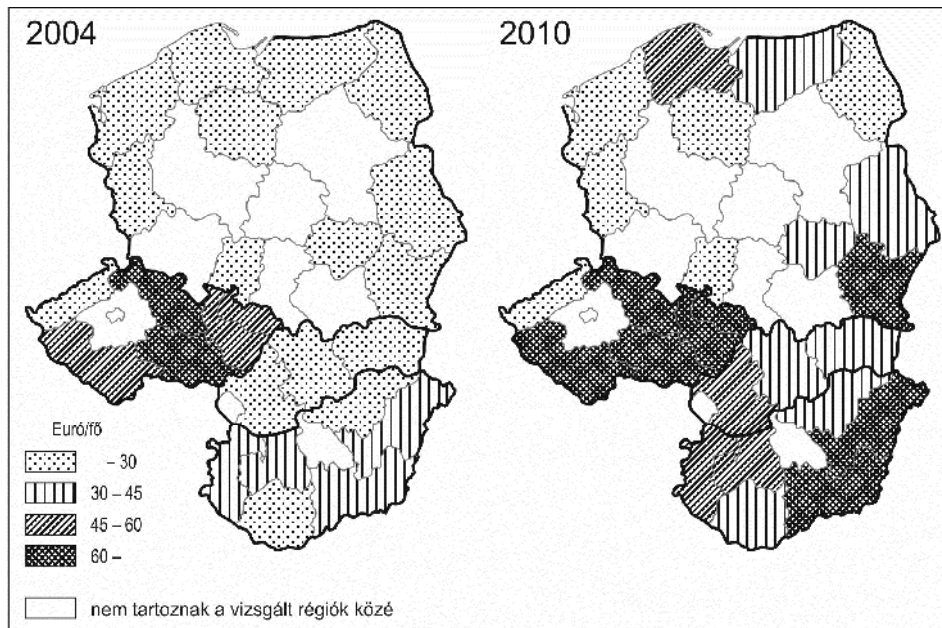 2004
2010
Euró/fő
– 30
30 – 45
45 – 60
60 –
nem tartoznak a vizsgált régiók közé